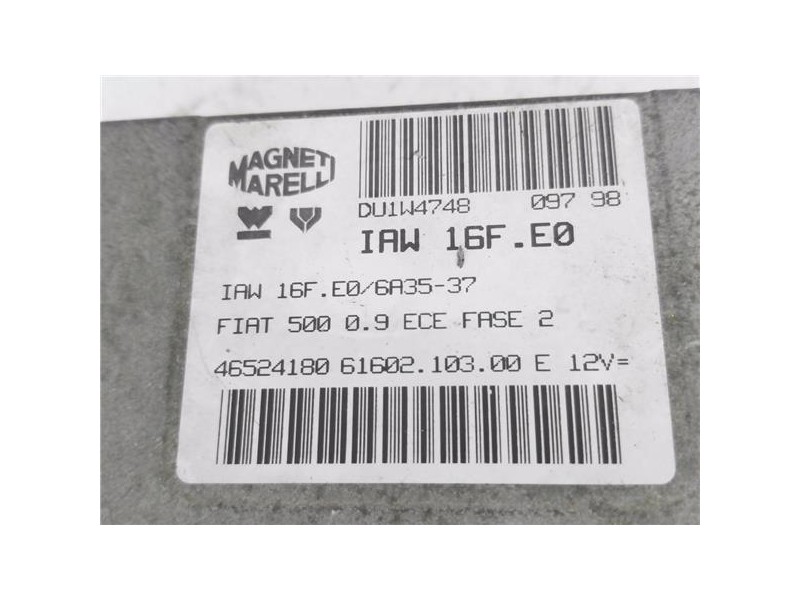 MAGNETI
MARELLI
DU1W4748 097 98
IAW 16F.E0
IAW 16F.E0/6A35-37
FIAT 500 0.9 ECE FASE 2
46524180 61602.103.00 E 12V=